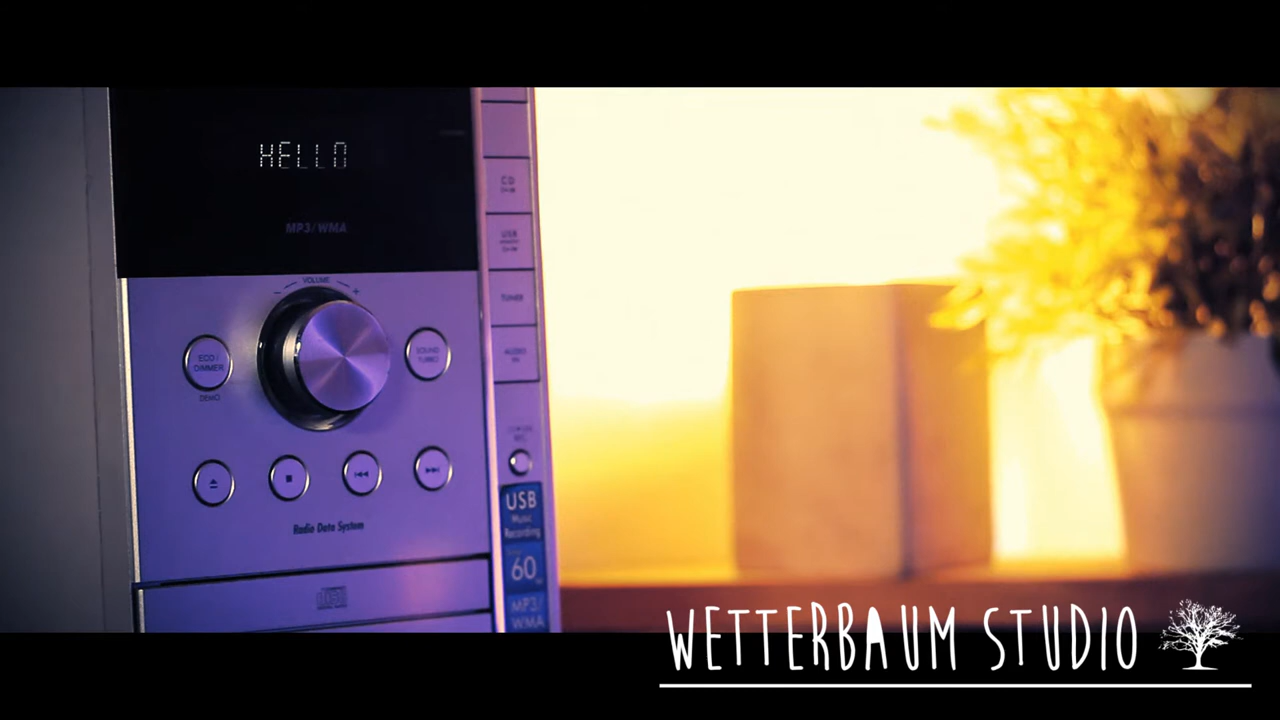 HELLO
MP3/WMA
VOLUME
- +
ECO/
DIMMER
DEMO
SOUND
TURBO
Radio Data System
CD
USB
TUNER
AUDIO
IN
USB
Music
Recording
60W
MP3/
WMA
WETTERBAUM STUDIO